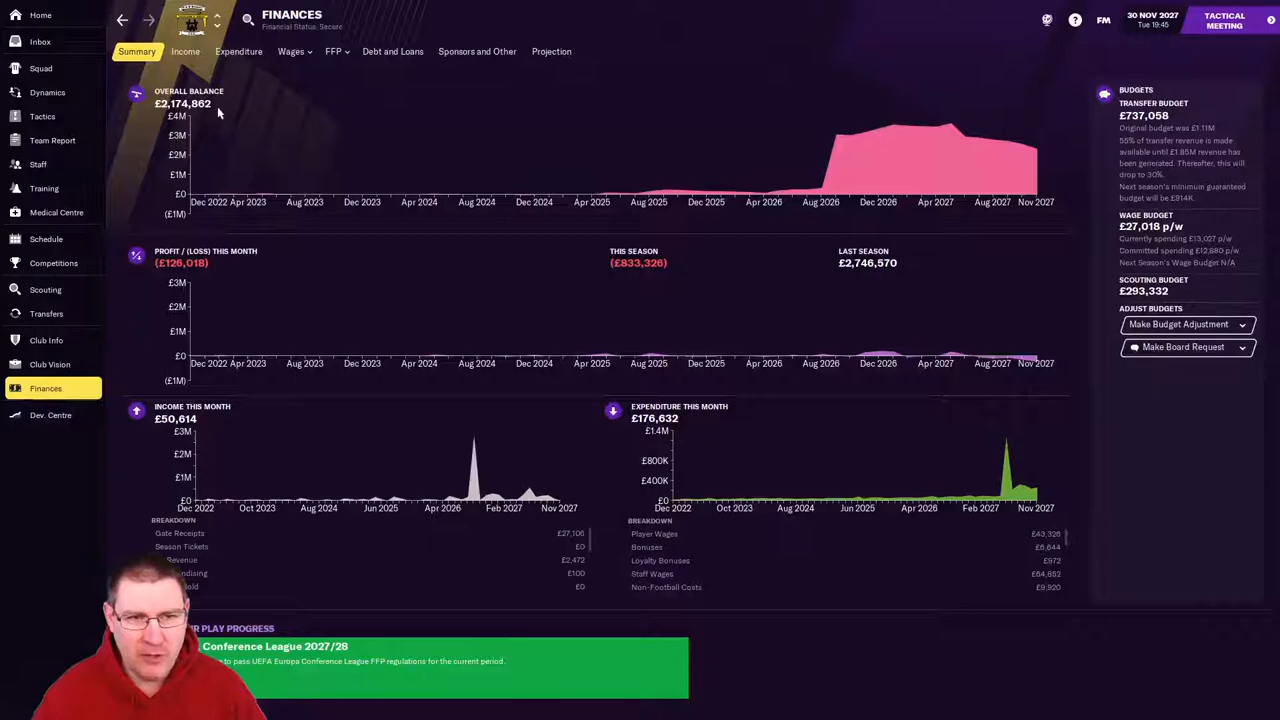 Home
Inbox
Squad
Dynamics
Tactics
Team Report
Staff
Training
Medical Centre
Schedule
Competitions
Scouting
Transfers
Club Info
Club Vision
Finances
Dev. Centre
FINANCES
Financial Status: Secure
FM
30 NOV 2027
Tue 19:45
TACTICAL MEETING
Summary Income Expenditure Wages FFP Debt and Loans Sponsors and Other Projection
OVERALL BALANCE
£2,174,862
£4M
£3M
£2M
£1M
£0
(£1M)
Dec 2022 Apr 2023 Aug 2023 Dec 2023 Apr 2024 Aug 2024 Dec 2024 Apr 2025 Aug 2025 Dec 2025 Apr 2026 Aug 2026 Dec 2026 Apr 2027 Aug 2027 Nov 2027
PROFIT / (LOSS) THIS MONTH
(£126,018)
THIS SEASON
(£833,326)
LAST SEASON
£2,746,570
£3M
£2M
£1M
£0
(£1M)
Dec 2022 Apr 2023 Aug 2023 Dec 2023 Apr 2024 Aug 2024 Dec 2024 Apr 2025 Aug 2025 Dec 2025 Apr 2026 Aug 2026 Dec 2026 Apr 2027 Aug 2027 Nov 2027
INCOME THIS MONTH
£50,614
£3M
£2M
£1M
£0
Dec 2022 Oct 2023 Aug 2024 Jun 2025 Apr 2026 Feb 2027 Nov 2027
BREAKDOWN
Gate Receipts £27,106
Season Tickets £0
Revenue £2,472
ndising £100
old £0
EXPENDITURE THIS MONTH
£176,632
£1.4M
£800K
£400K
£0
Dec 2022 Oct 2023 Aug 2024 Jun 2025 Apr 2026 Feb 2027 Nov 2027
BREAKDOWN
Player Wages £43,326
Bonuses £6,644
Loyalty Bonuses £972
Staff Wages £64,852
Non-Football Costs £9,920
R PLAY PROGRESS
Conference League 2027/28
to pass UEFA Europa Conference League FFP regulations for the current period.
BUDGETS
TRANSFER BUDGET
£737,058
Original budget was £1.11M
55% of transfer revenue is made
available until £1.85M revenue has
been generated. Thereafter, this will
drop to 30%.
Next season's minimum guaranteed
budget will be £914K.
WAGE BUDGET
£27,018 p/w
Currently spending £13,027 p/w
Committed spending £12,880 p/w
Next Season's Wage Budget N/A
SCOUTING BUDGET
£293,332
ADJUST BUDGETS
Make Budget Adjustment
Make Board Request